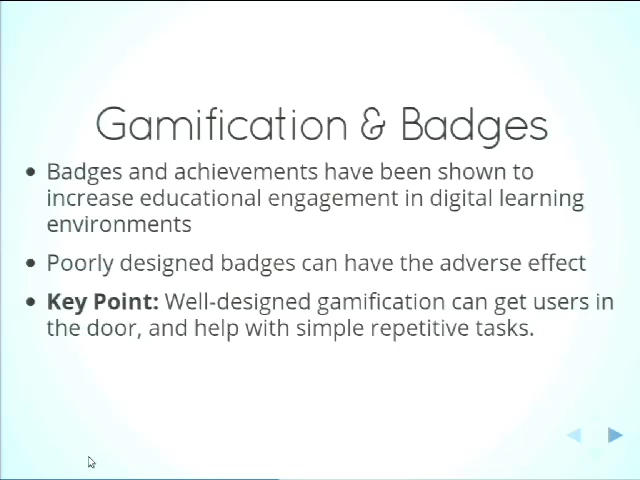 Gamification & Badges
• Badges and achievements have been shown to
increase educational engagement in digital learning
environments
• Poorly designed badges can have the adverse effect
• Key Point: Well-designed gamification can get users in
the door, and help with simple repetitive tasks.